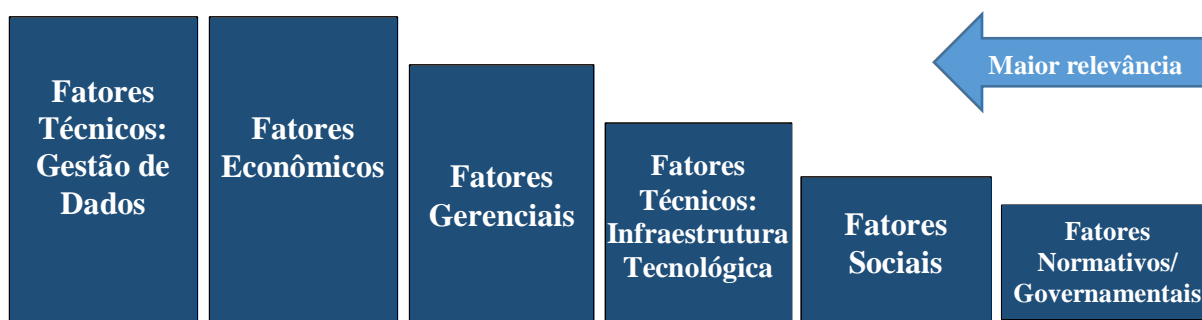 Fatores
Técnicos:
Gestão de
Dados
Fatores
Econômicos
Fatores
Gerenciais
Fatores
Técnicos:
Infraestrutura
Tecnológica
Fatores
Sociais
Fatores
Normativos/
Governamentais
Maior relevância